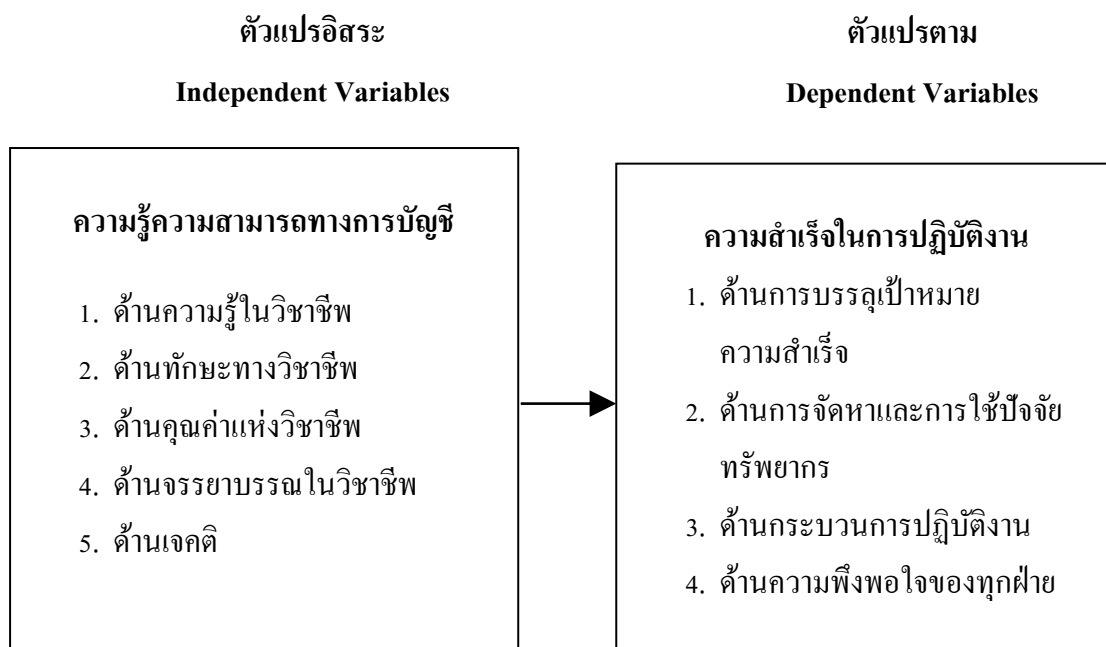 ตัวแปรอิสระ
Independent Variables
ความรู้ความสามารถทางการบัญชี
1. ด้านความรู้ในวิชาชีพ
2. ด้านทักษะทางวิชาชีพ
3. ด้านคุณค่าแห่งวิชาชีพ
4. ด้านจรรยาบรรณในวิชาชีพ
5. ด้านเจคติ
ตัวแปรตาม
Dependent Variables
ความสำเร็จในการปฏิบัติงาน
1. ด้านการบรรลุเป้าหมาย
ความสำเร็จ
2. ด้านการจัดหาและการใช้ปัจจัย
ทรัพยากร
3. ด้านกระบวนการปฏิบัติงาน
4. ด้านความพึงพอใจของทุกฝ่าย